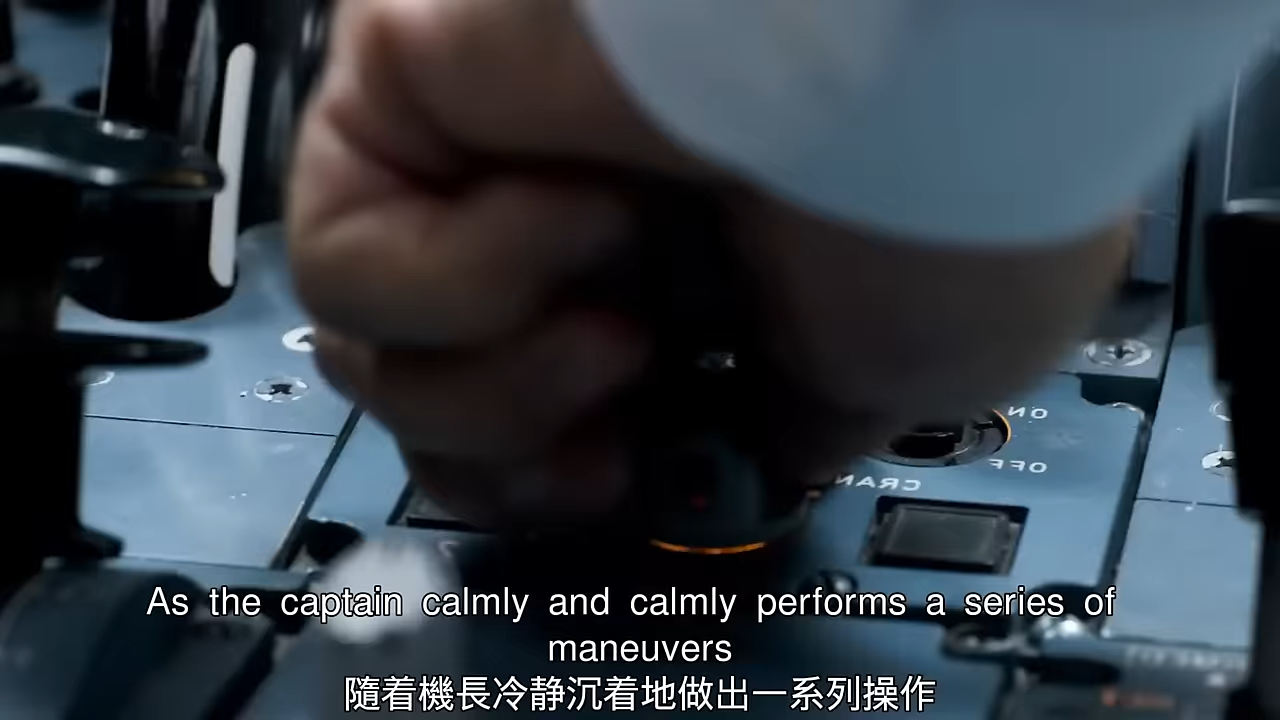 ON
OFF
CRAN
As the captain calmly and calmly performs a series of
maneuvers
隨着機長冷静沉着地做出一系列操作